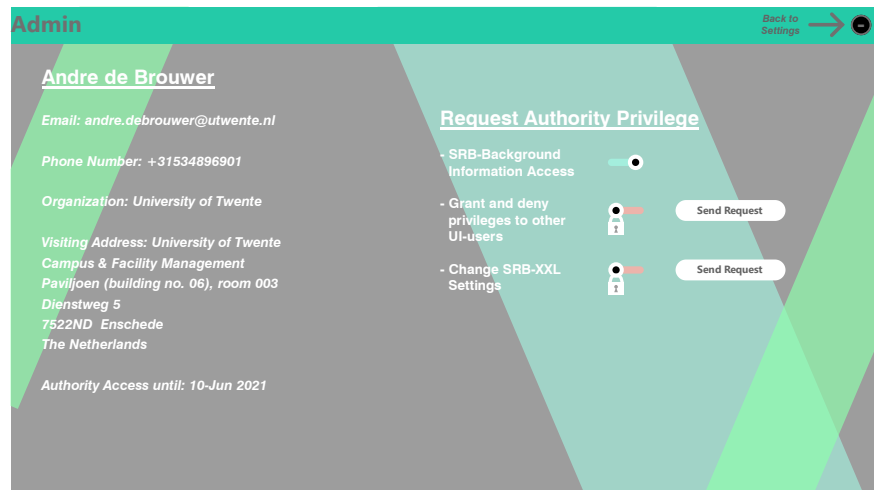 Admin
Back to
Settings
Andre de Brouwer
Email: andre.debrouwer@utwente.nl
Phone Number: +31534896901
Organization: University of Twente
Visiting Address: University of Twente
Campus & Facility Management
Paviljoen (building no. 06), room 003
Dienstweg 5
7522ND  Enschede
The Netherlands
Authority Access until: 10-Jun 2021
Request Authority Privilege
- SRB-Background
Information Access
- Grant and deny
privileges to other
UI-users
Send Request
- Change SRB-XXL
Settings
Send Request